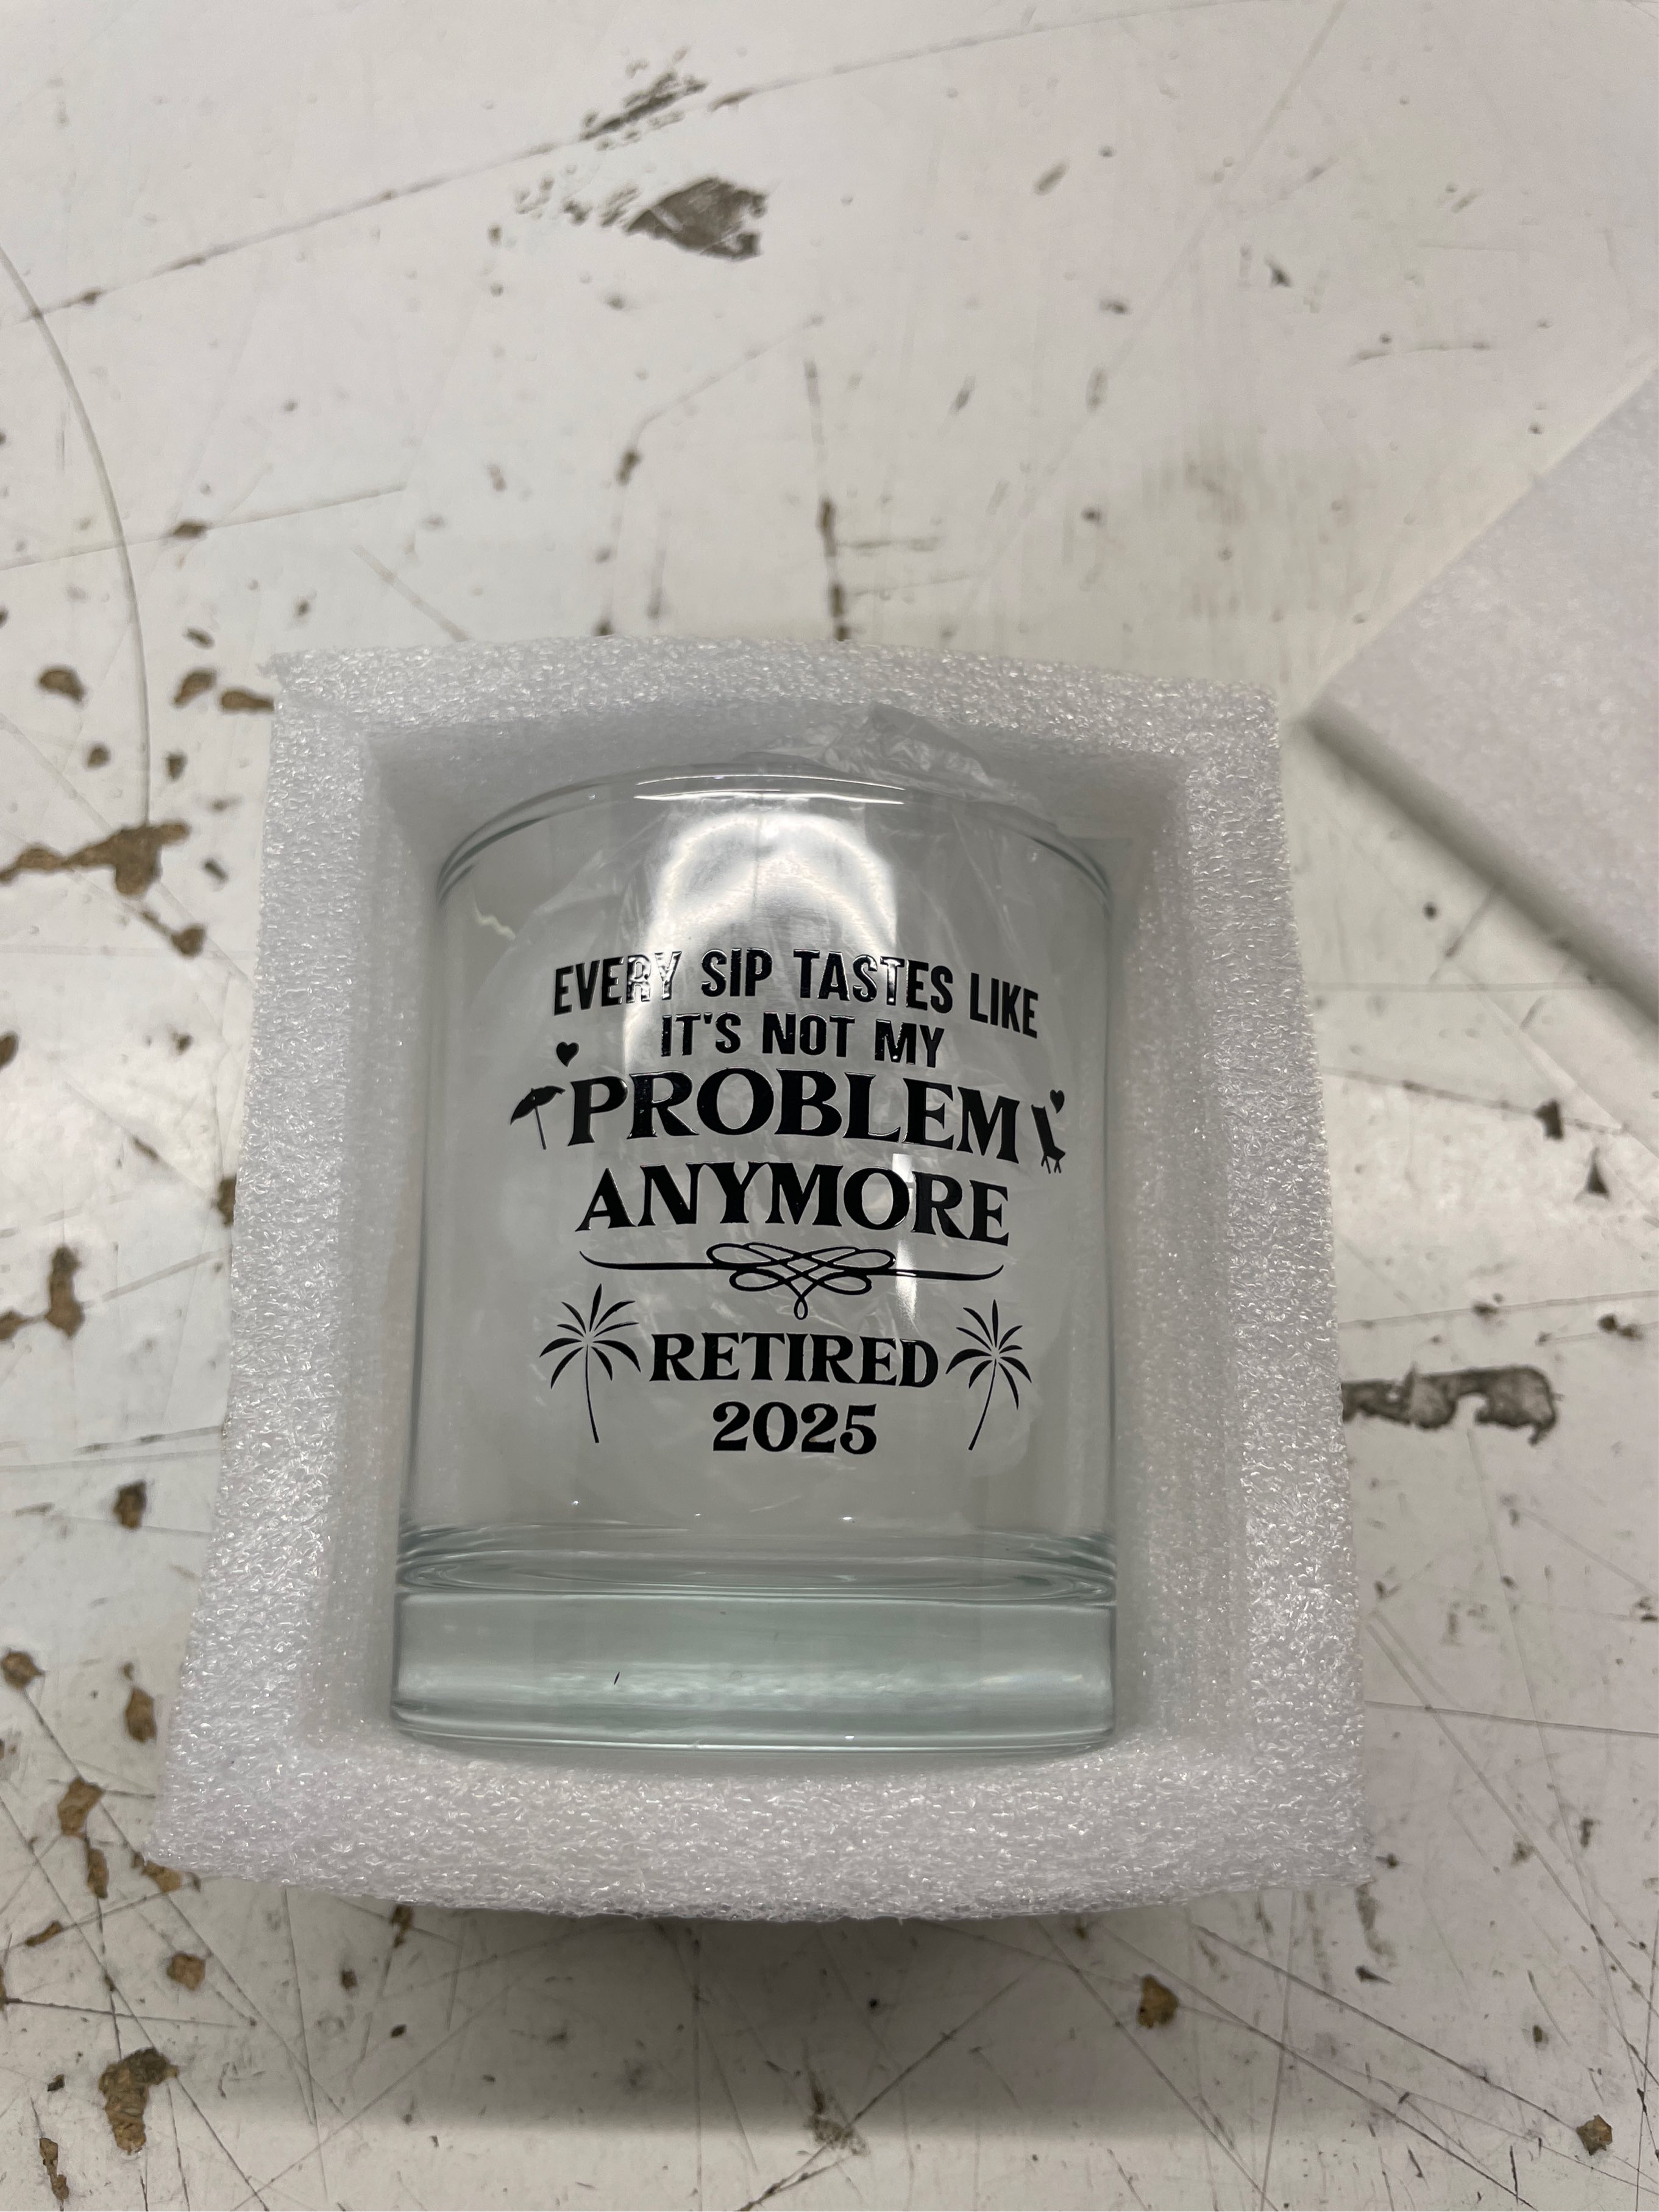 EVERY SIP TASTES LIKE
IT'S NOT MY
PROBLEM
ANYMORE
RETIRED
2025